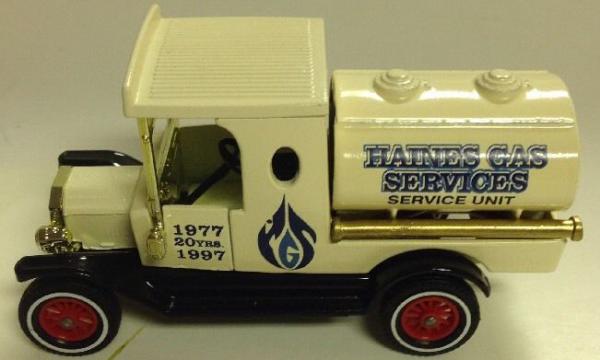 1977
20YRS.
1997
G
HAINES GAS
SERVICES
SERVICE UNIT